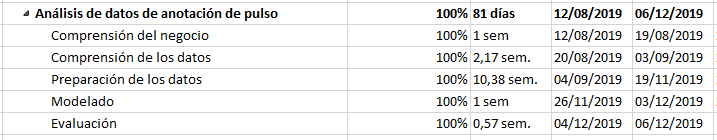 Análisis de datos de anotación de pulso 100% 81 días 12/08/2019 06/12/2019
Comprensión del negocio 100% 1 sem 12/08/2019 19/08/2019
Comprensión de los datos 100% 2,17 sem. 20/08/2019 03/09/2019
Preparación de los datos 100% 10,38 sem. 04/09/2019 19/11/2019
Modelado 100% 1 sem 26/11/2019 03/12/2019
Evaluación 100% 0,57 sem. 04/12/2019 06/12/2019